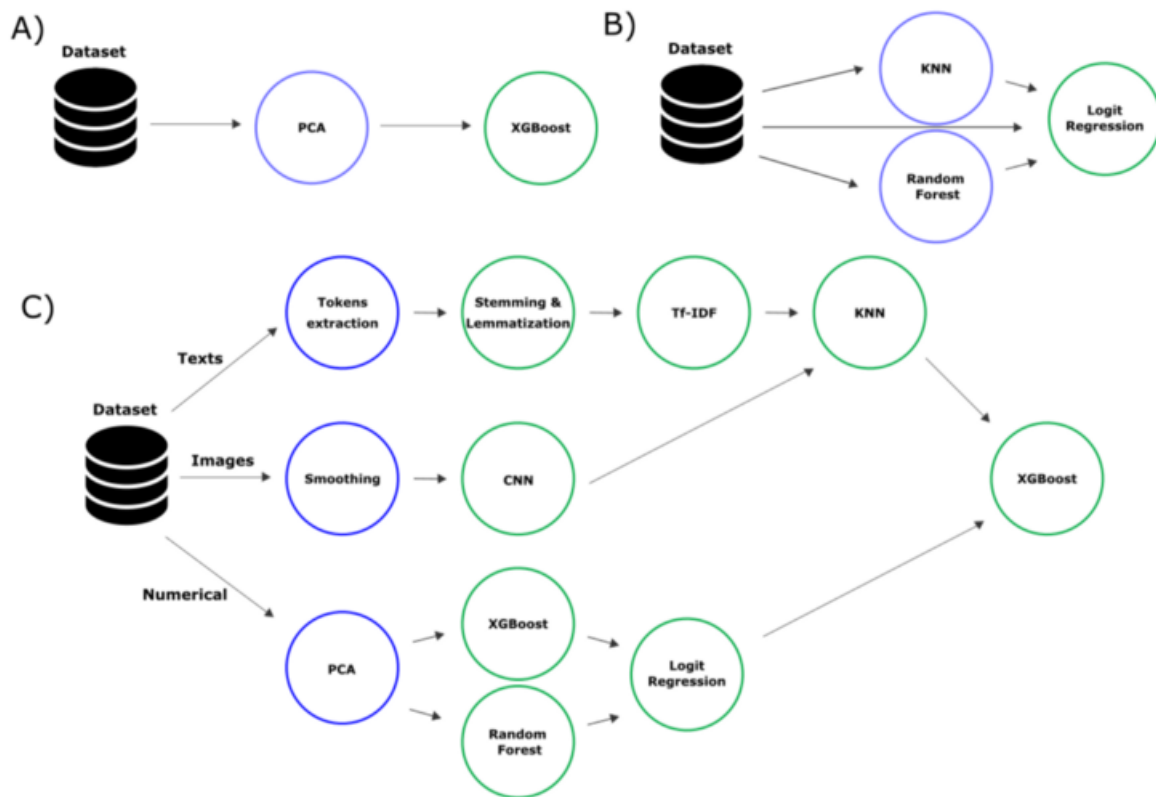 A)
Dataset
PCA
XGBoost
B)
Dataset
KNN
Random
Forest
Logit
Regression
C)
Dataset
Texts
Tokens
extraction
Stemming &
Lemmatization
Tf-IDF
KNN
Images
Smoothing
CNN
XGBoost
Numerical
PCA
XGBoost
Random
Forest
Logit
Regression